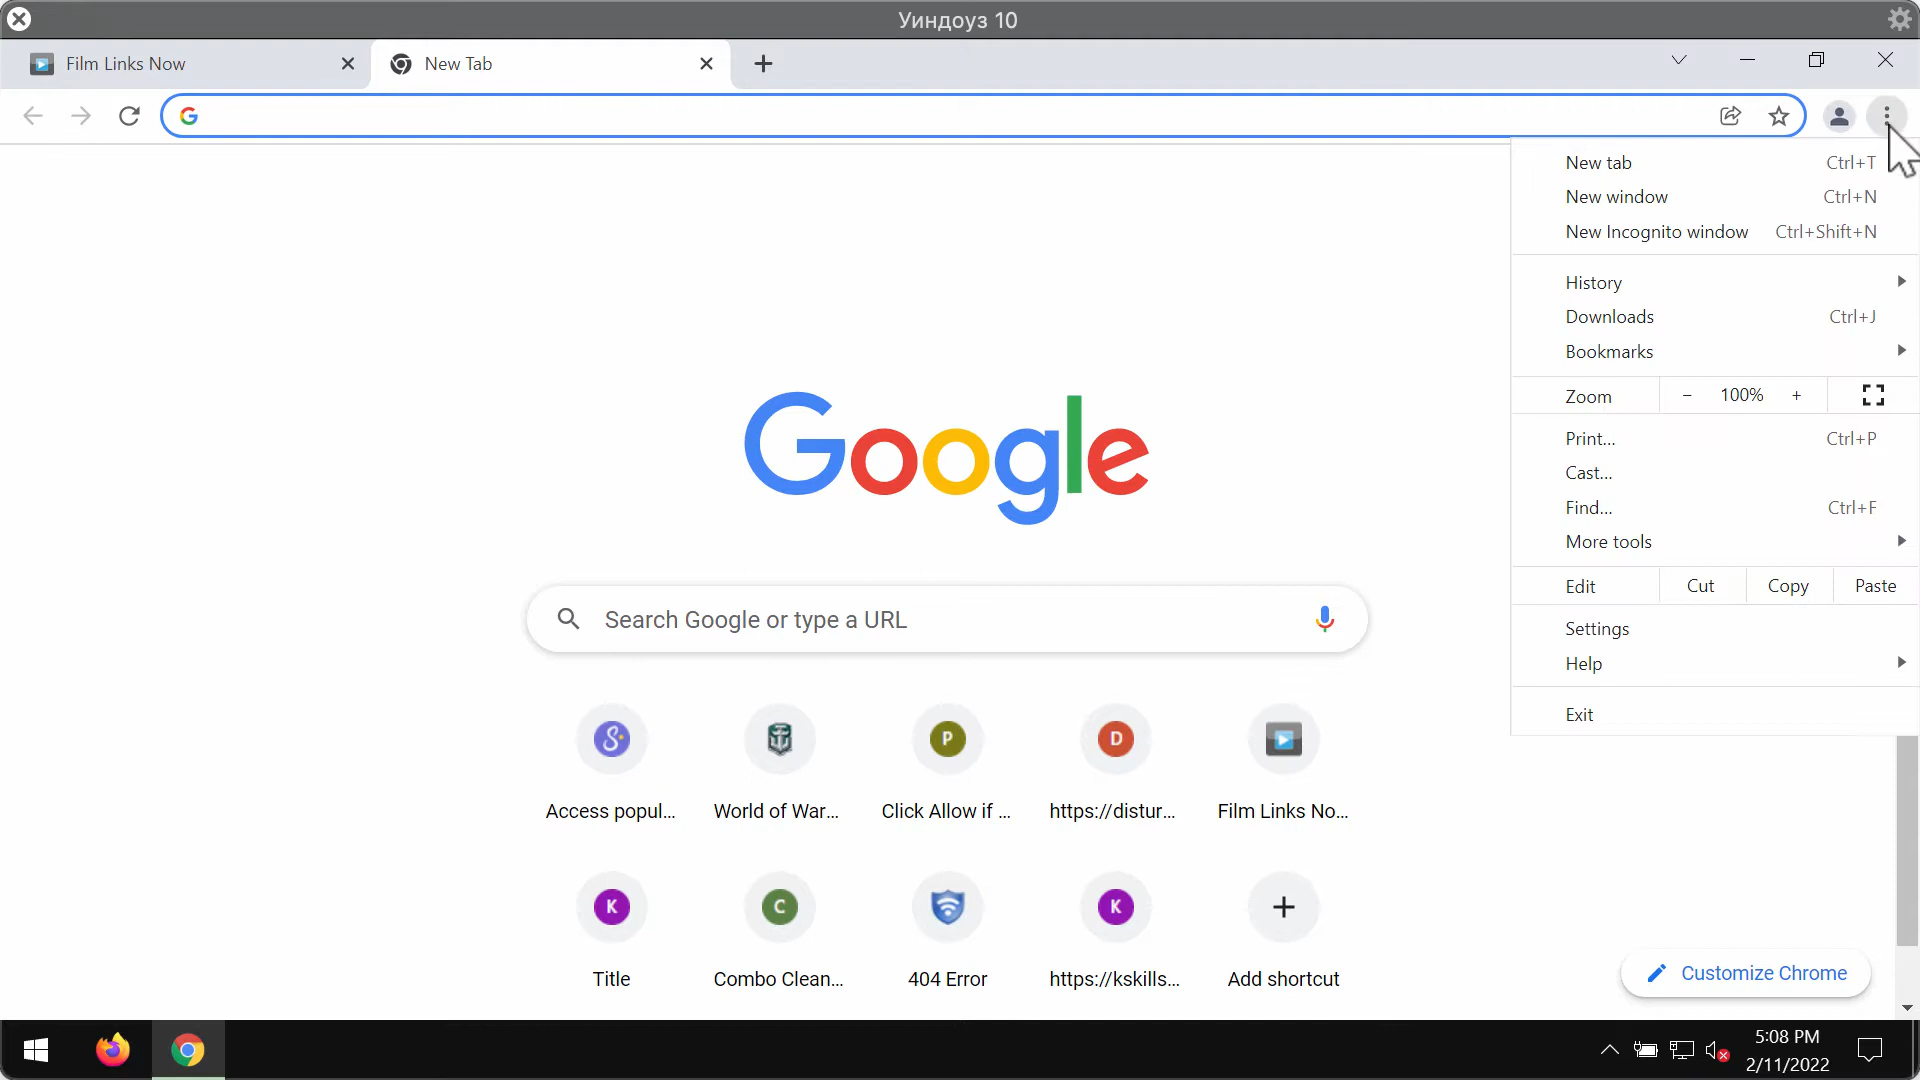 Уиндоуз 10
Film Links Now
New Tab
New tab Ctrl+T
New window Ctrl+N
New Incognito window Ctrl+Shift+N
History
Downloads Ctrl+J
Bookmarks
Zoom - 100% +
Print... Ctrl+P
Cast...
Find... Ctrl+F
More tools
Edit Cut Copy Paste
Settings
Help
Exit
Google
Search Google or type a URL
S
P
D
Access popul... World of War... Click Allow if ... https://distur... Film Links No...
K
C
K
Title Combo Clean... 404 Error https://kskills... Add shortcut
Customize Chrome
5:08 PM
2/11/2022